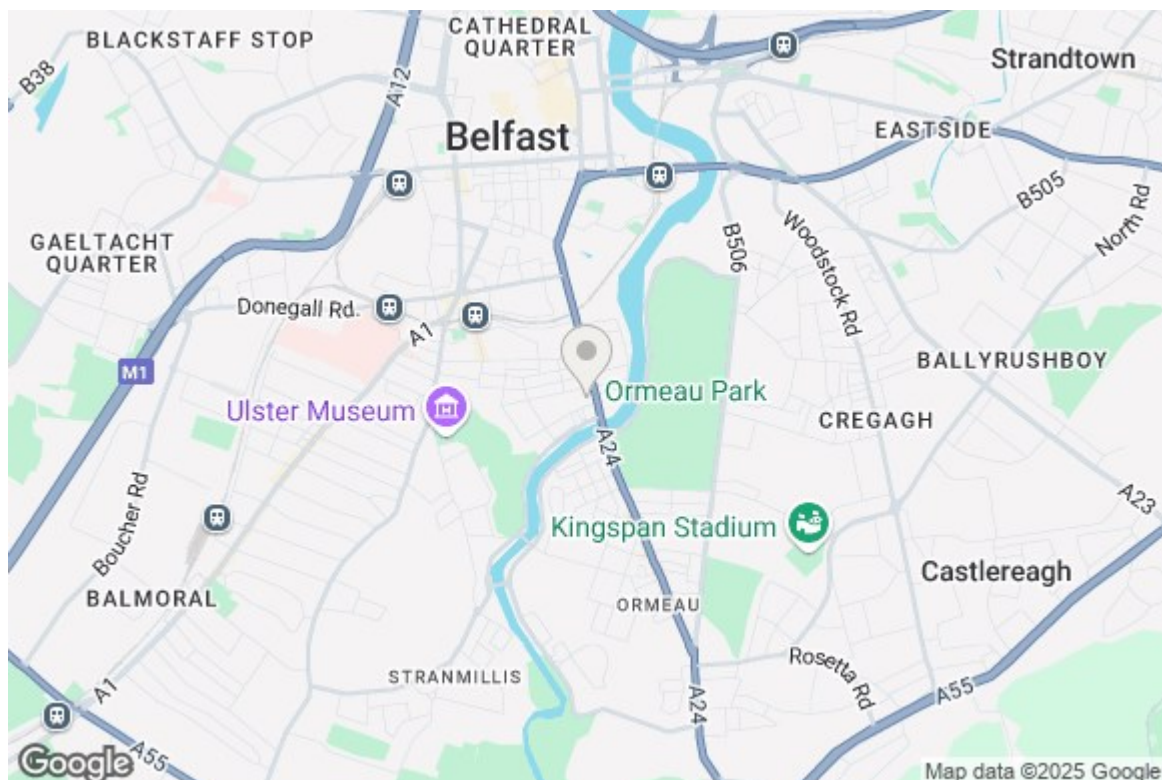 BLACKSTAFF STOP
CATHEDRAL
QUARTER
Strandtown
B38
A12
Belfast
EASTSIDE
B505
North Rd
GAELTACHT
QUARTER
B506
Woodstock Rd
Donegall Rd.
A1
M1
BALLYRUSHBOY
Ulster Museum
Ormeau Park
CREGAGH
A24
A23
Boucher Rd
Kingspan Stadium
Castlereagh
BALMORAL
ORMEAU
STRANMILLIS
Rosetta Rd
A1
A24
A55
A55
Google
Map data ©2025 Google